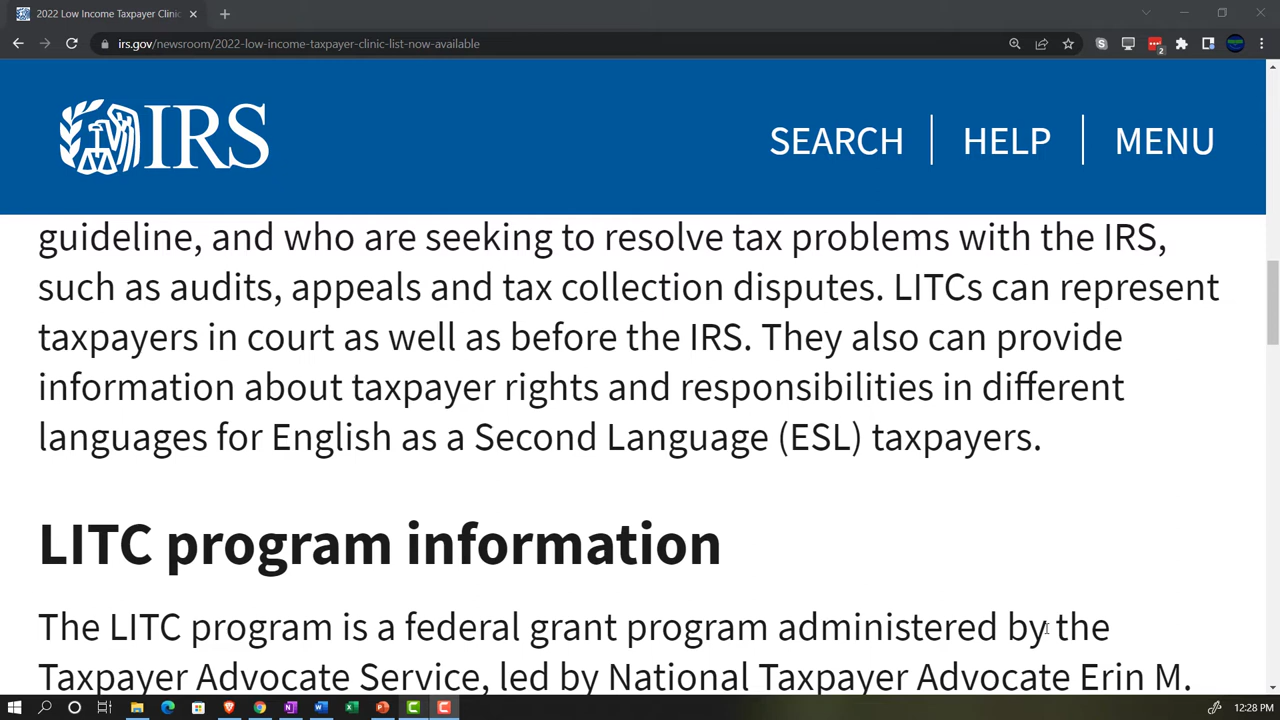 2022 Low Income Taxpayer Clinic
irs.gov/newsroom/2022-low-income-taxpayer-clinic-list-now-available
2
IRS
SEARCH
HELP
MENU
guideline, and who are seeking to resolve tax problems with the IRS,
such as audits, appeals and tax collection disputes. LITCs can represent
taxpayers in court as well as before the IRS. They also can provide
information about taxpayer rights and responsibilities in different
languages for English as a Second Language (ESL) taxpayers.
LITC program information
The LITC program is a federal grant program administered by the
Taxpayer Advocate Service, led by National Taxpayer Advocate Erin M.
12:28 PM